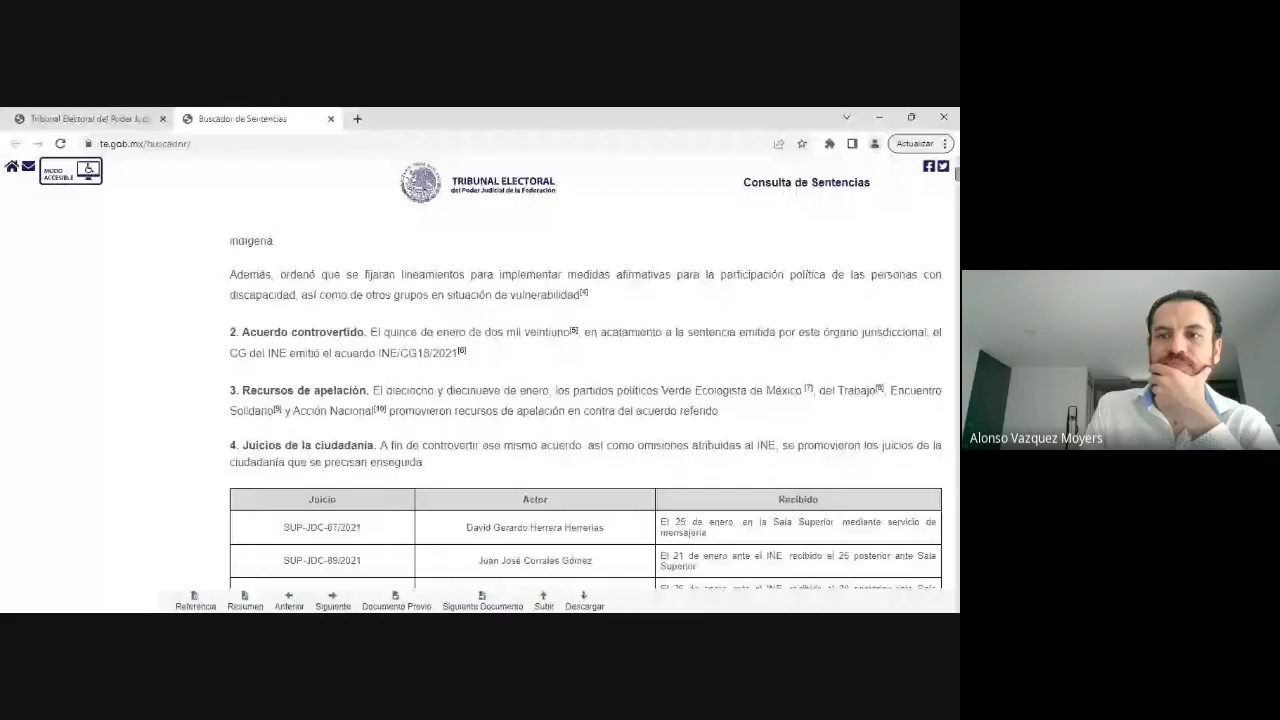 Tribunal Electoral del Poder Jud
Buscador de Sentencias
te.gob.mx/buscador/
Actualizar
MODO
ACCESIBLE
TRIBUNAL ELECTORAL
del Poder Judicial de la Federación
Consulta de Sentencias
indígena
Además, ordenó que se fijaran lineamientos para implementar medidas afirmativas para la participación política de las personas con
discapacidad, así como de otros grupos en situación de vulnerabilidad[4]
2. Acuerdo controvertido. El quince de enero de dos mil veintiuno[5], en acatamiento a la sentencia emitida por este órgano jurisdiccional, el
CG del INE emitió el acuerdo INE/CG18/2021[6]
3. Recursos de apelación. El dieciocho y diecinueve de enero, los partidos políticos Verde Ecologista de México [7], del Trabajo[8], Encuentro
Solidario[9] y Acción Nacional[10] promovieron recursos de apelación en contra del acuerdo referido
4. Juicios de la ciudadanía. A fin de controvertir ese mismo acuerdo, así como omisiones atribuidas al INE, se promovieron los juicios de la
ciudadanía que se precisan enseguida
Juicio Actor Recibido
SUP-JDC-87/2021 David Gerardo Herrera Herrerías El 25 de enero, en la Sala Superior mediante servicio de
mensajería
SUP-JDC-89/2021 Juan José Corrales Gómez El 21 de enero ante el INE, recibido el 25 posterior ante Sala
Superior
Referencia Resumen Anterior Siguiente Documento Previo Siguiente Documento Subir Descargar
Alonso Vazquez Moyers